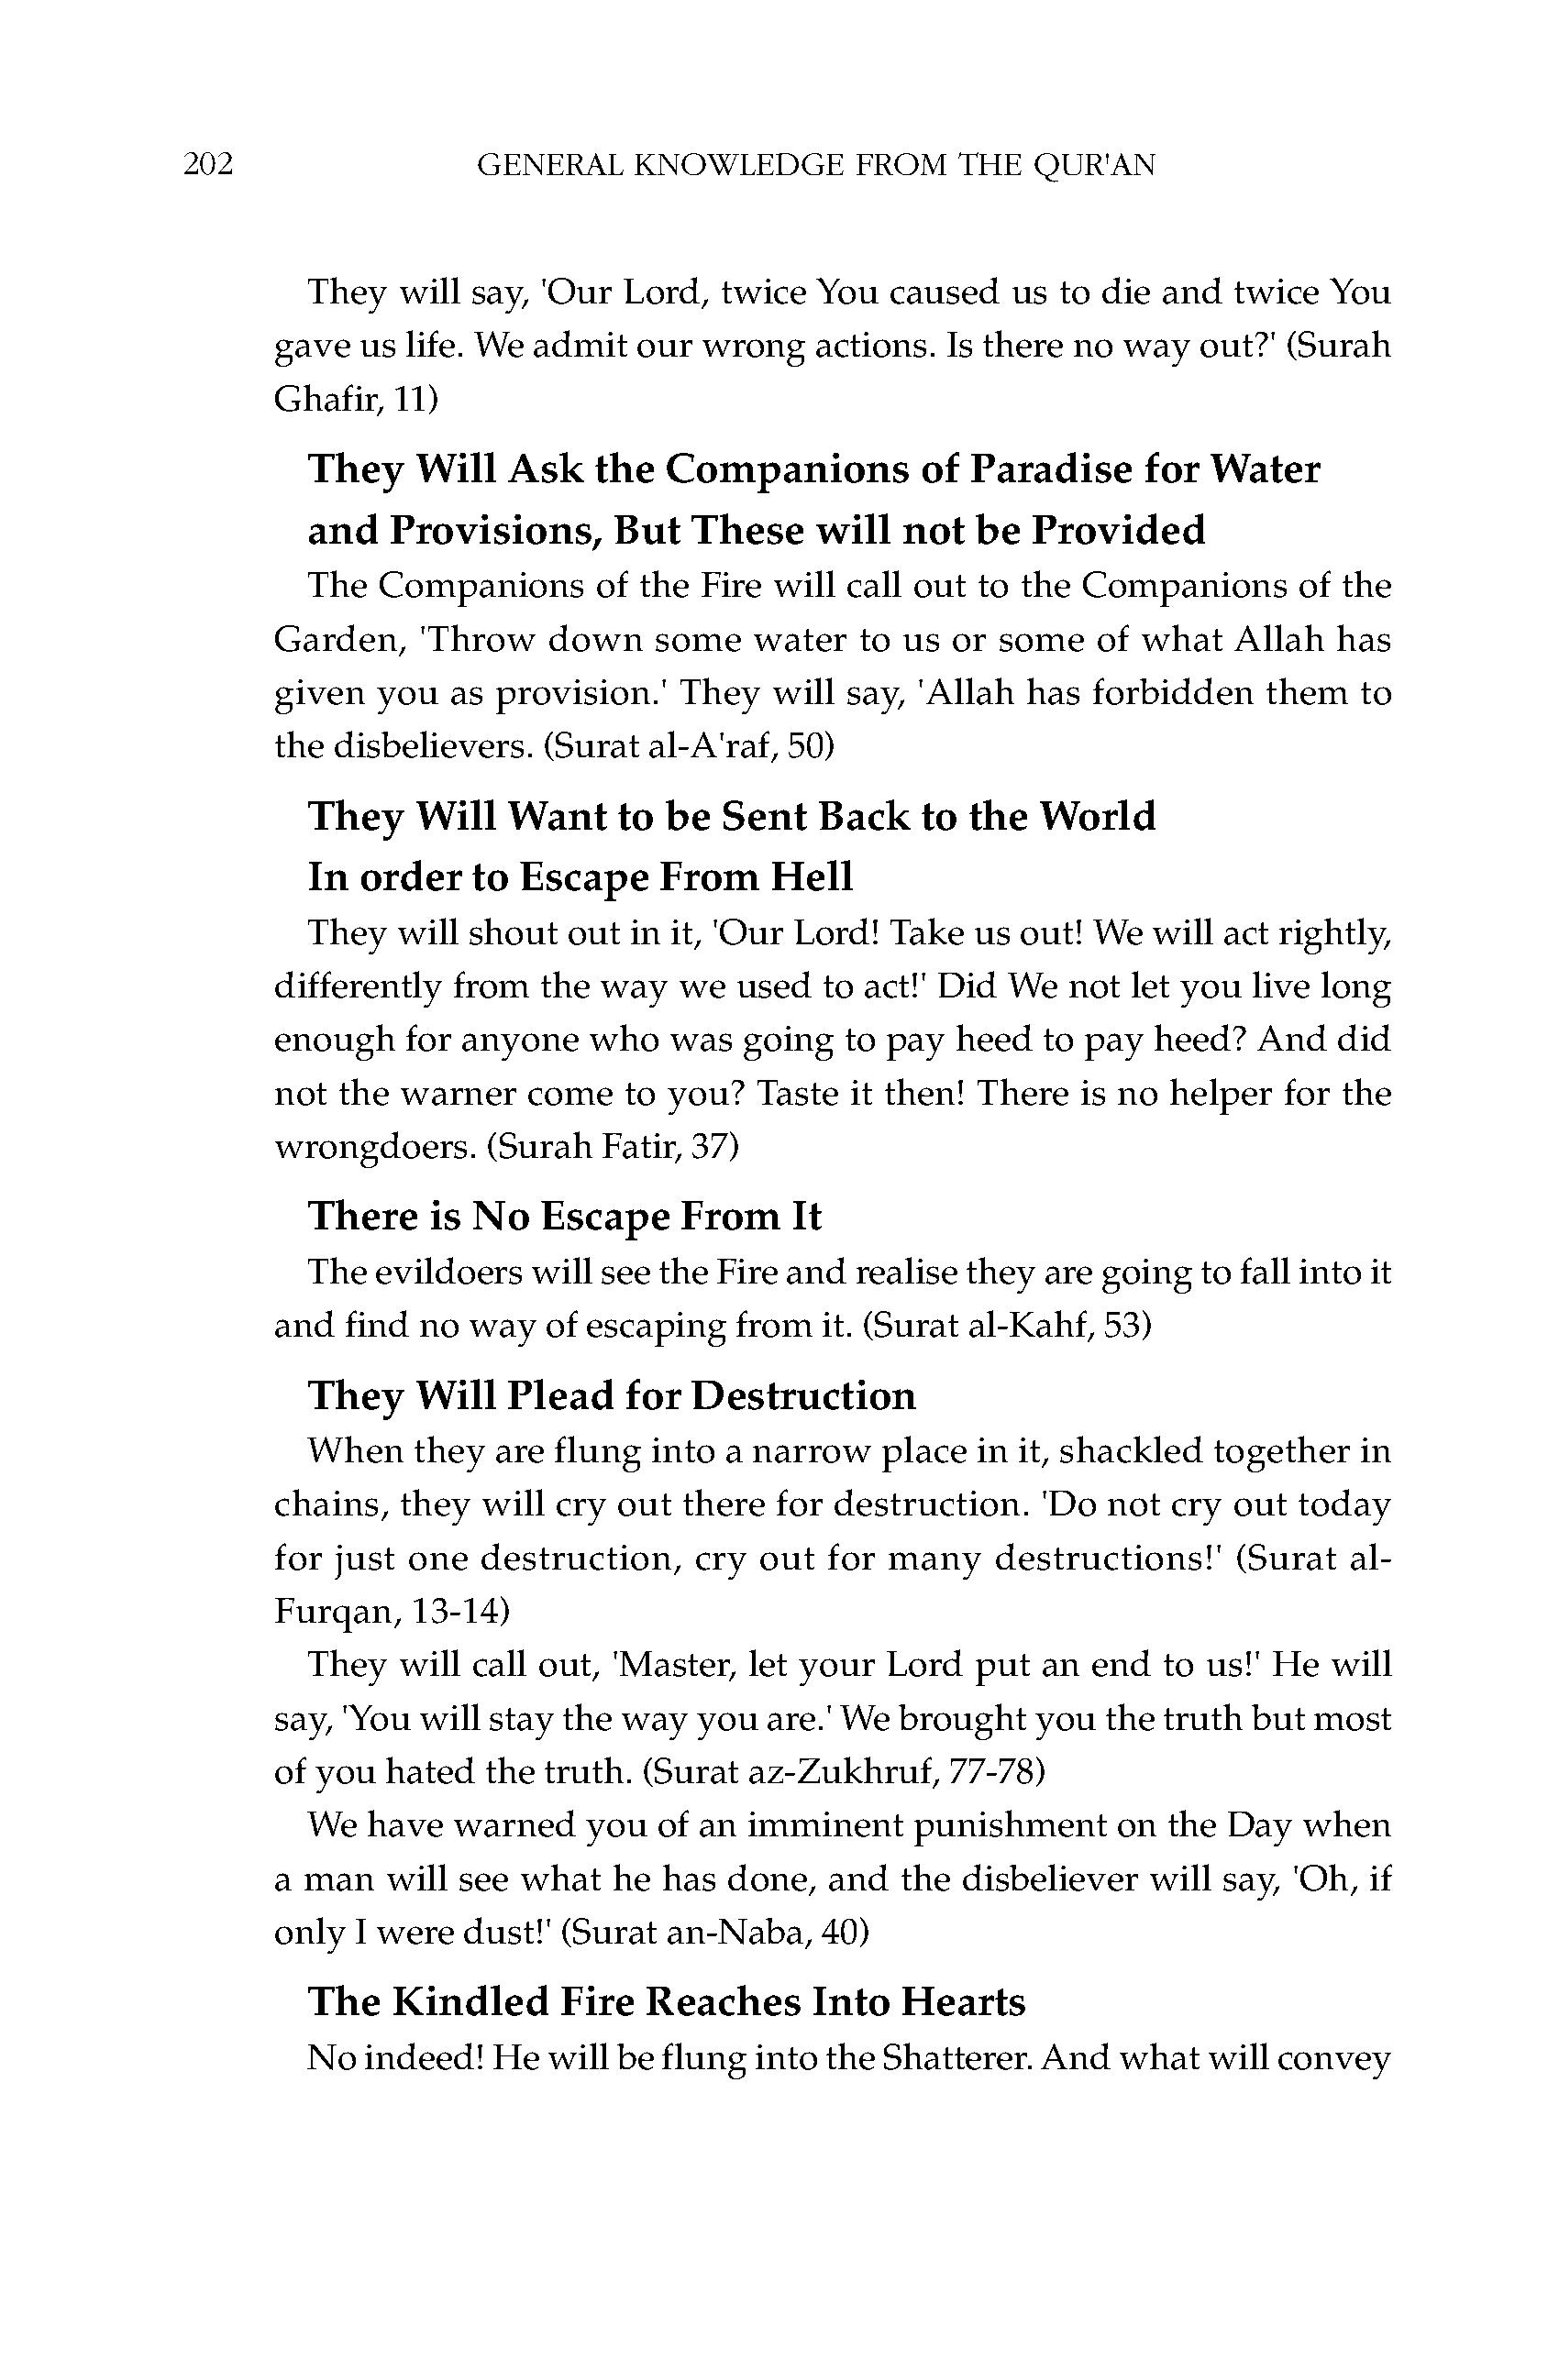 202 GENERAL KNOWLEDGE FROM THE QUR'AN
They will say, 'Our Lord, twice You caused us to die and twice You
gave us life. We admit our wrong actions. Is there no way out?' (Surah
Ghafir, 11)
They Will Ask the Companions of Paradise for Water
and Provisions, But These will not be Provided
The Companions of the Fire will call out to the Companions of the
Garden, 'Throw down some water to us or some of what Allah has
given you as provision.' They will say, 'Allah has forbidden them to
the disbelievers. (Surat al-A'raf, 50)
They Will Want to be Sent Back to the World
In order to Escape From Hell
They will shout out in it, 'Our Lord! Take us out! We will act rightly,
differently from the way we used to act!' Did We not let you live long
enough for anyone who was going to pay heed to pay heed? And did
not the warner come to you? Taste it then! There is no helper for the
wrongdoers. (Surah Fatir, 37)
There is No Escape From It
The evildoers will see the Fire and realise they are going to fall into it
and find no way of escaping from it. (Surat al-Kahf, 53)
They Will Plead for Destruction
When they are flung into a narrow place in it, shackled together in
chains, they will cry out there for destruction. 'Do not cry out today
for just one destruction, cry out for many destructions!' (Surat al-
Furqan, 13-14)
They will call out, 'Master, let your Lord put an end to us!' He will
say, 'You will stay the way you are.' We brought you the truth but most
of you hated the truth. (Surat az-Zukhruf, 77-78)
We have warned you of an imminent punishment on the Day when
a man will see what he has done, and the disbeliever will say, 'Oh, if
only I were dust!' (Surat an-Naba, 40)
The Kindled Fire Reaches Into Hearts
No indeed! He will be flung into the Shatterer. And what will convey